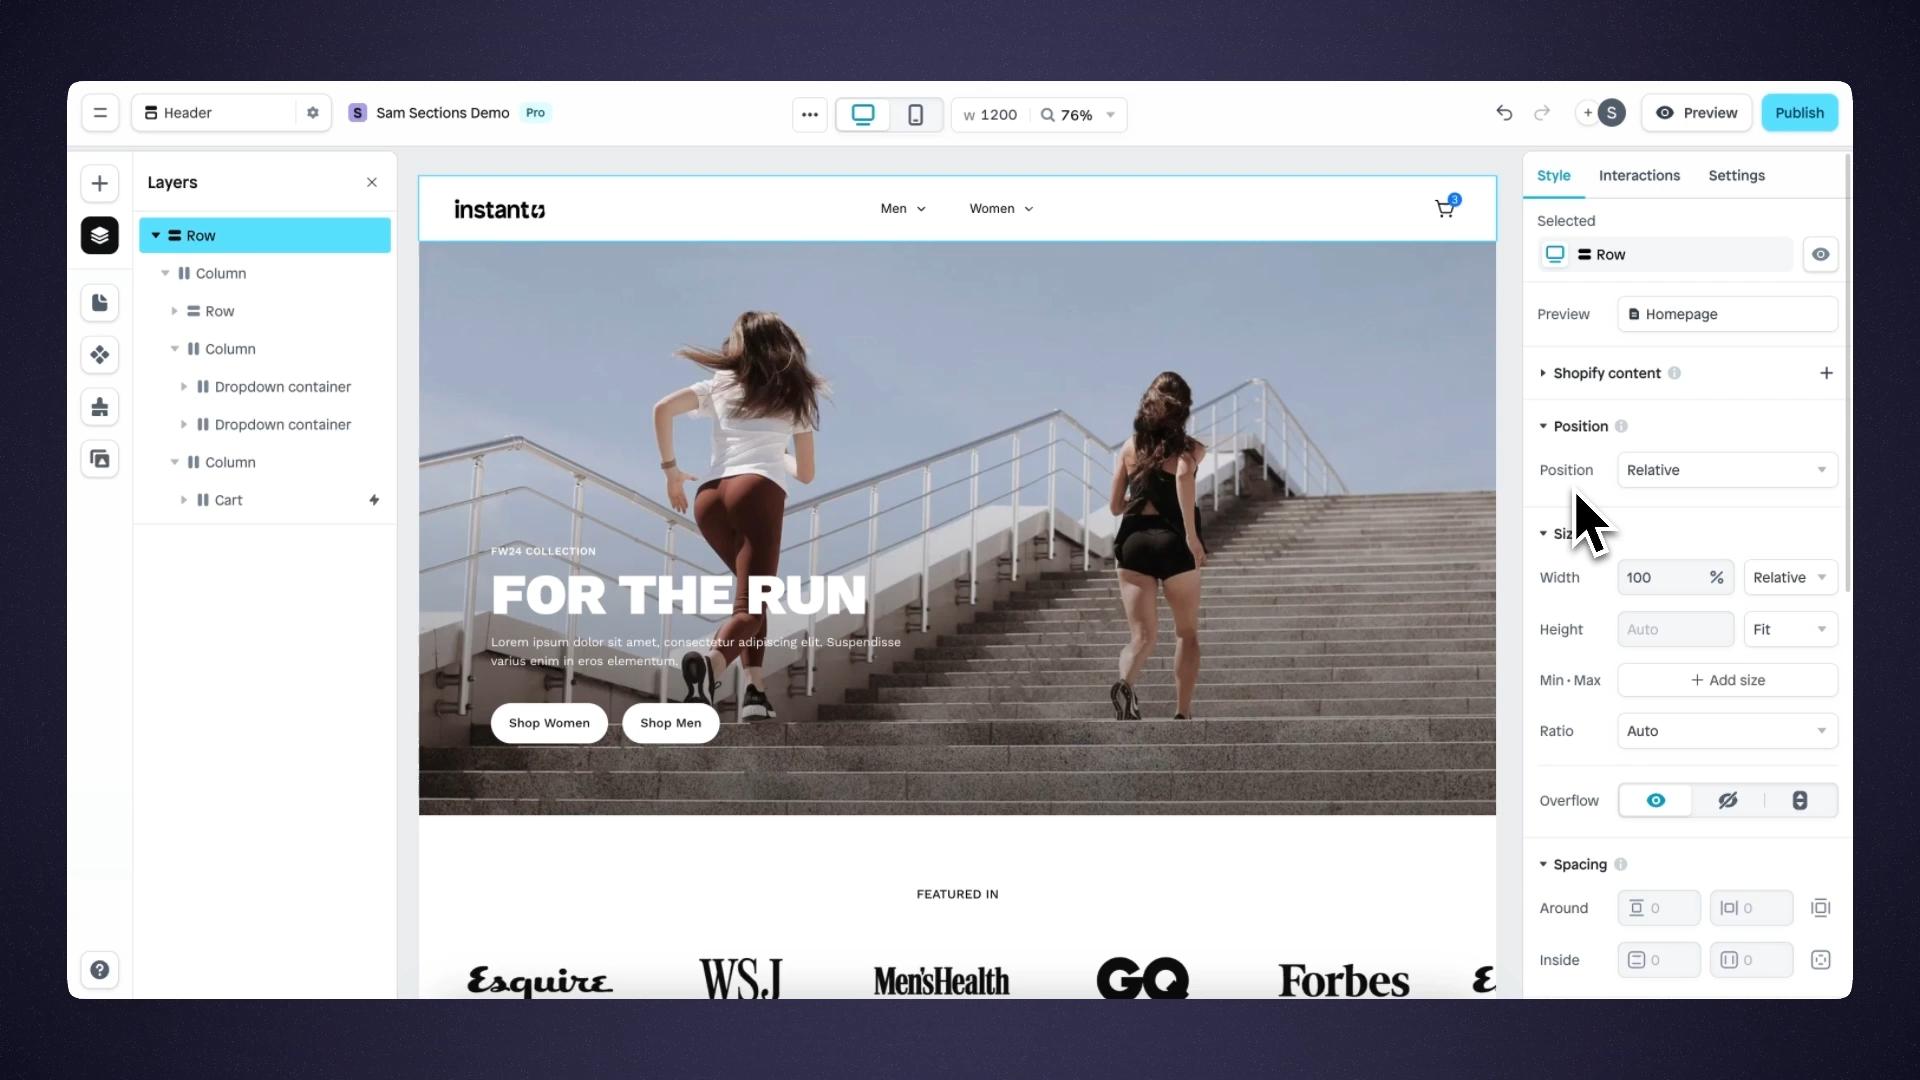 Header
S Sam Sections Demo Pro
W 1200
76%
S
Preview
Publish
Layers
Row
Column
Row
Column
Dropdown container
Dropdown container
Column
Cart
instant
Men
Women
3
FW24 COLLECTION
FOR THE RUN
Lorem ipsum dolor sit amet, consectetur adipiscing elit. Suspendisse
varius enim in eros elementum.
Shop Women
Shop Men
FEATURED IN
Esquire
WSJ
Men'sHealth
GQ
Forbes
Style
Interactions
Settings
Selected
Row
Preview
Homepage
Shopify content
Position
Position
Relative
Width
100 %
Relative
Height
Auto
Fit
Min · Max
+ Add size
Ratio
Auto
Overflow
Spacing
Around
0
0
Inside
0
0